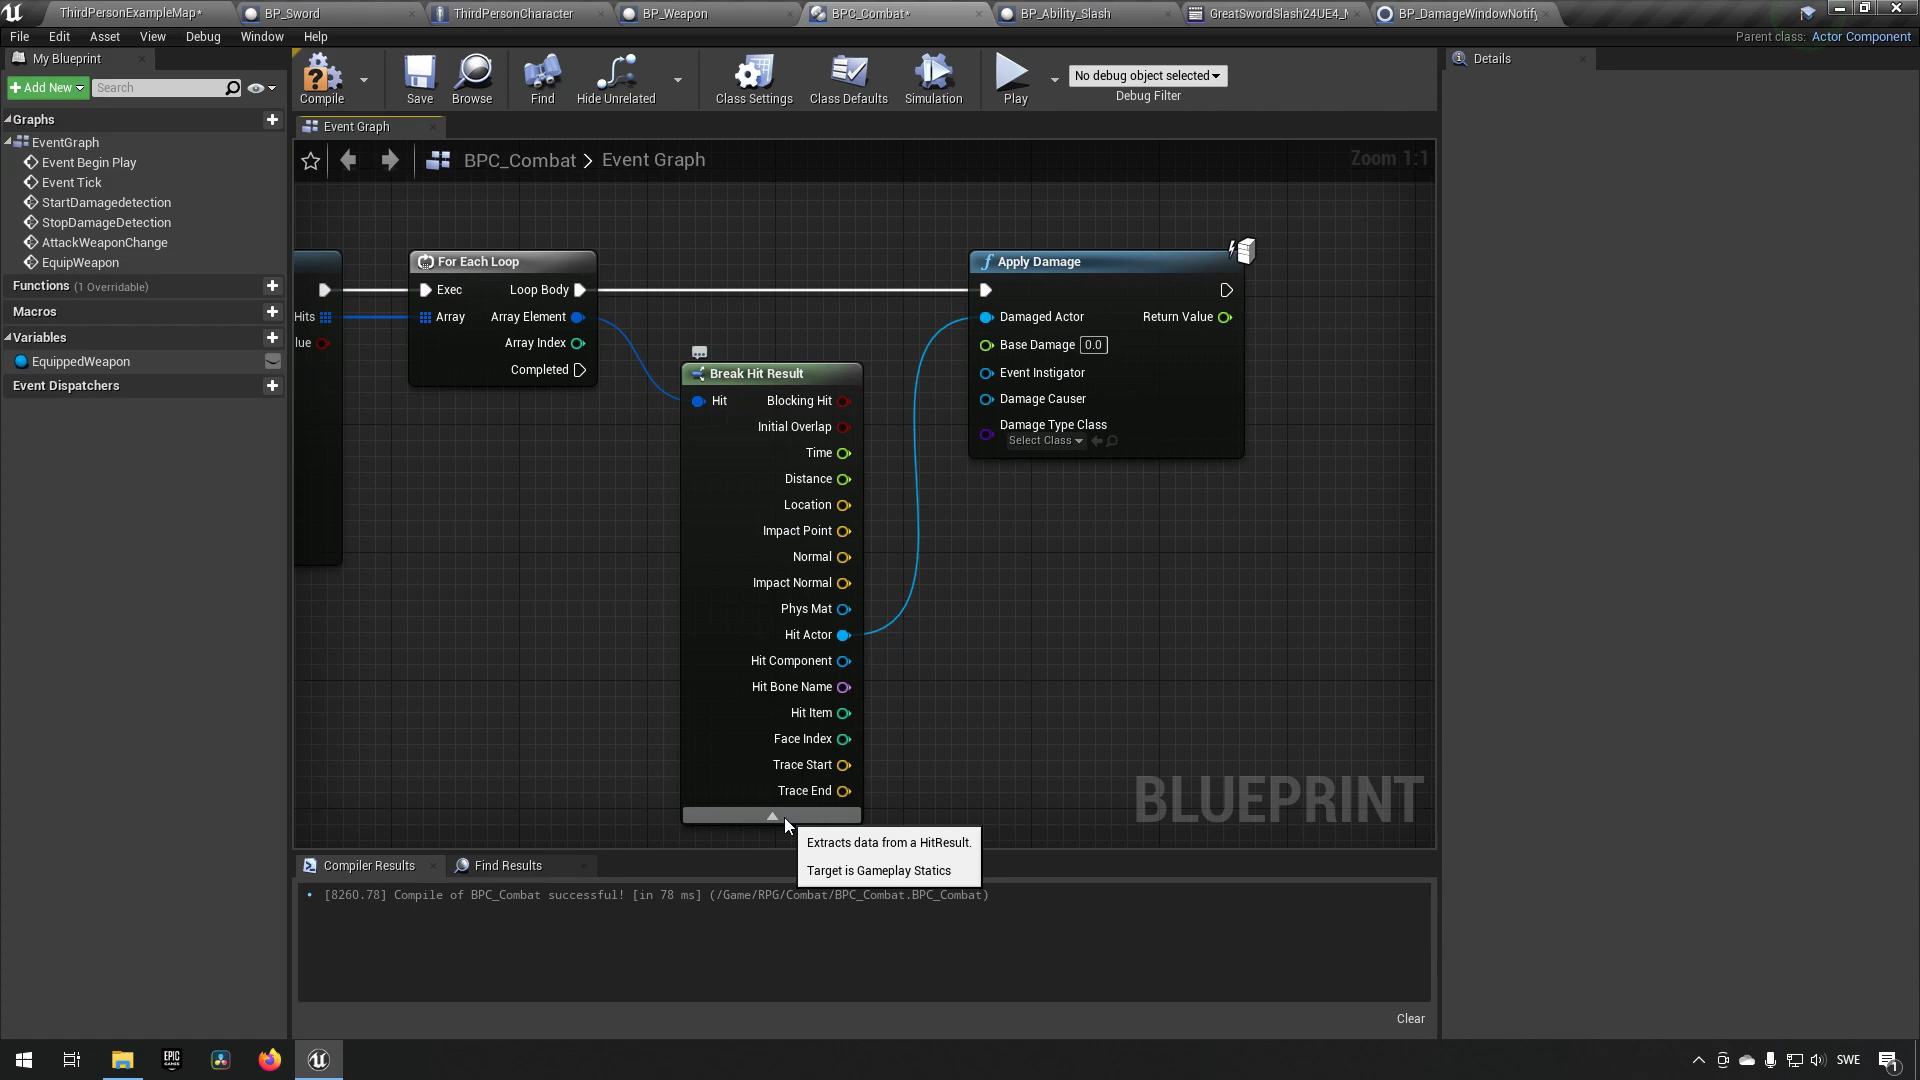 ThirdPersonExampleMap*
BP_Sword
ThirdPersonCharacter
BP_Weapon
BPC_Combat*
BP_Ability_Slash
GreatSwordSlash24UE4_
BP_DamageWindowNotify
File Edit Asset View Debug Window Help
Parent class: Actor Component
My Blueprint
Add New
Search
Graphs
EventGraph
Event Begin Play
Event Tick
StartDamagedetection
StopDamageDetection
AttackWeaponChange
EquipWeapon
Functions (1 Overridable)
Macros
Variables
EquippedWeapon
Event Dispatchers
Compile
Save
Browse
Find
Hide Unrelated
Class Settings
Class Defaults
Simulation
Play
No debug object selected
Debug Filter
Event Graph
BPC_Combat > Event Graph
Zoom 1:1
Hits
lue
For Each Loop
Exec Loop Body
Array Array Element
Array Index
Completed
Break Hit Result
Hit Blocking Hit
Initial Overlap
Time
Distance
Location
Impact Point
Normal
Impact Normal
Phys Mat
Hit Actor
Hit Component
Hit Bone Name
Hit Item
Face Index
Trace Start
Trace End
Apply Damage
Damaged Actor Return Value
Base Damage 0.0
Event Instigator
Damage Causer
Damage Type Class
Select Class
BLUEPRINT
Extracts data from a HitResult.
Target is Gameplay Statics
Compiler Results
Find Results
[8260.78] Compile of BPC_Combat successful! [in 78 ms] (/Game/RPG/Combat/BPC_Combat.BPC_Combat)
Clear
Details
EPIC
GAMES
SWE
1